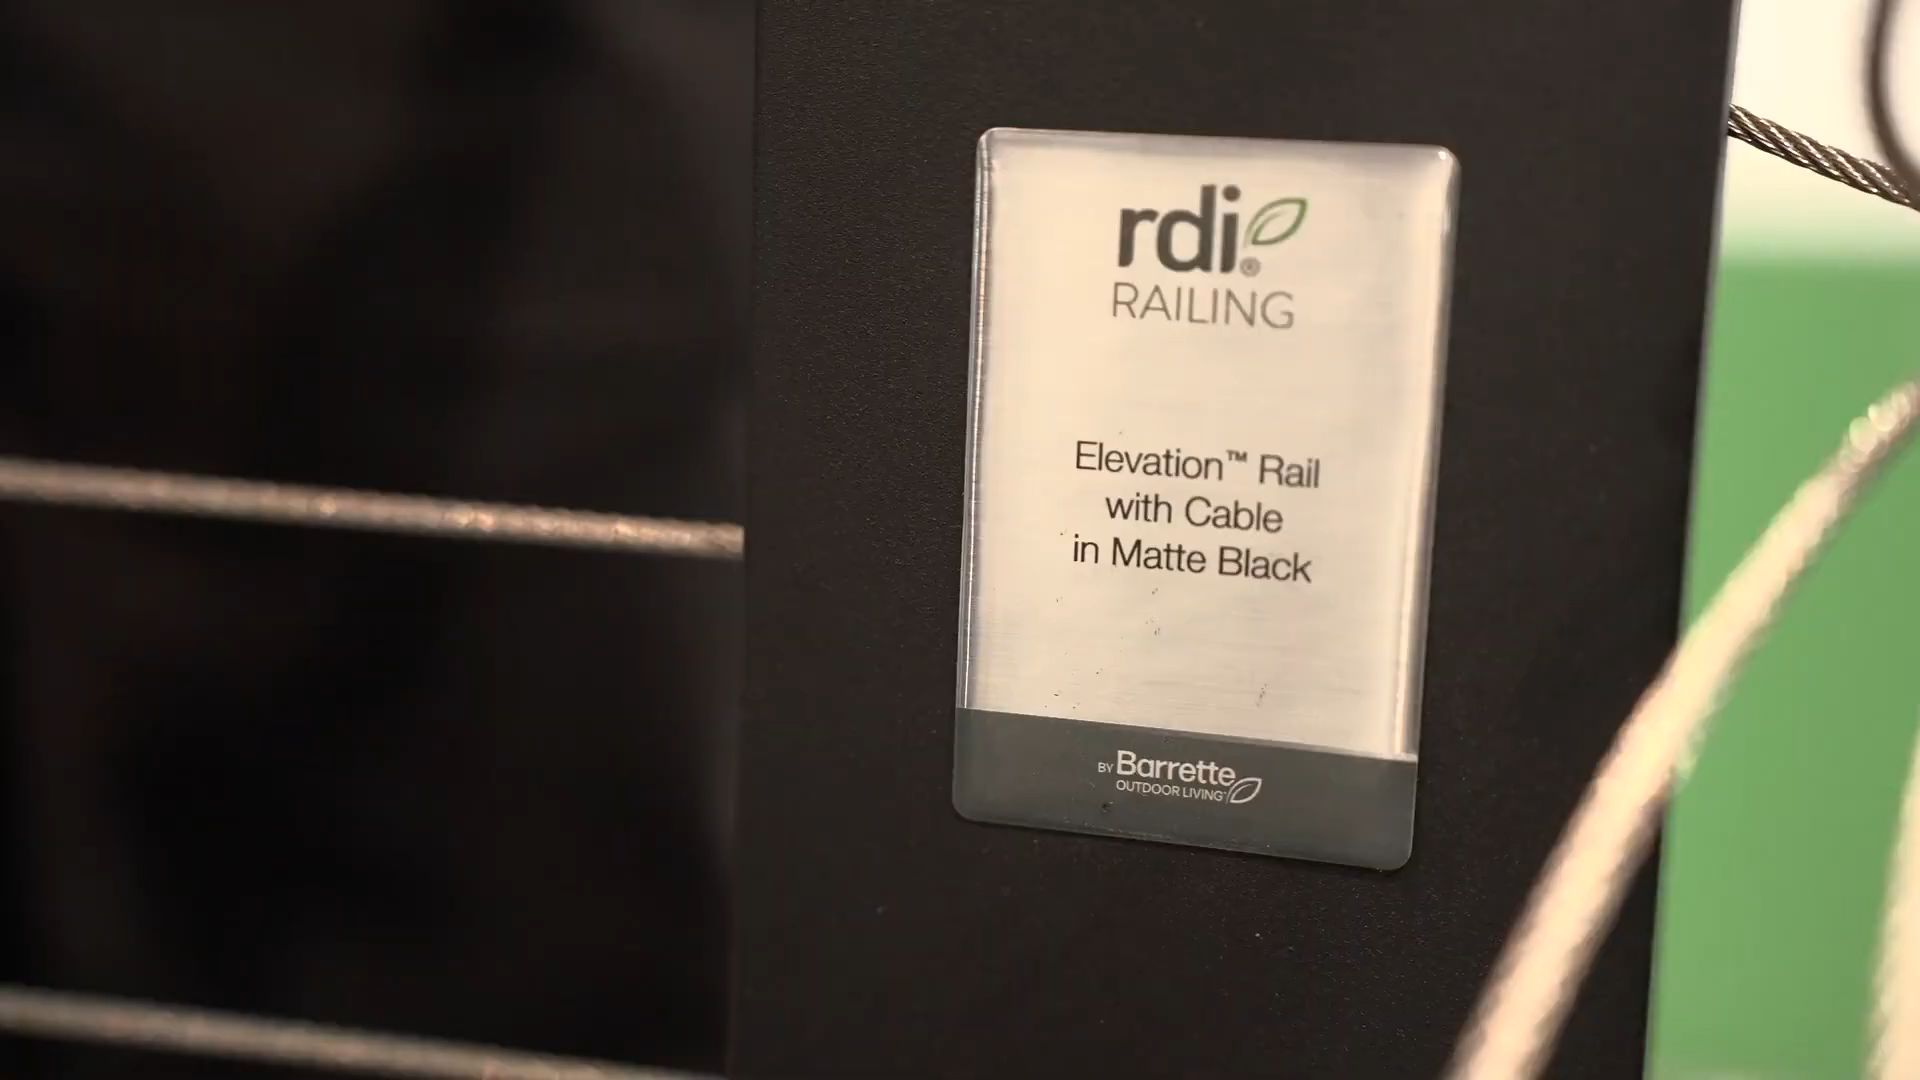 rdi®
RAILING
Elevation™ Rail
with Cable
in Matte Black
BY Barrette
OUTDOOR LIVING